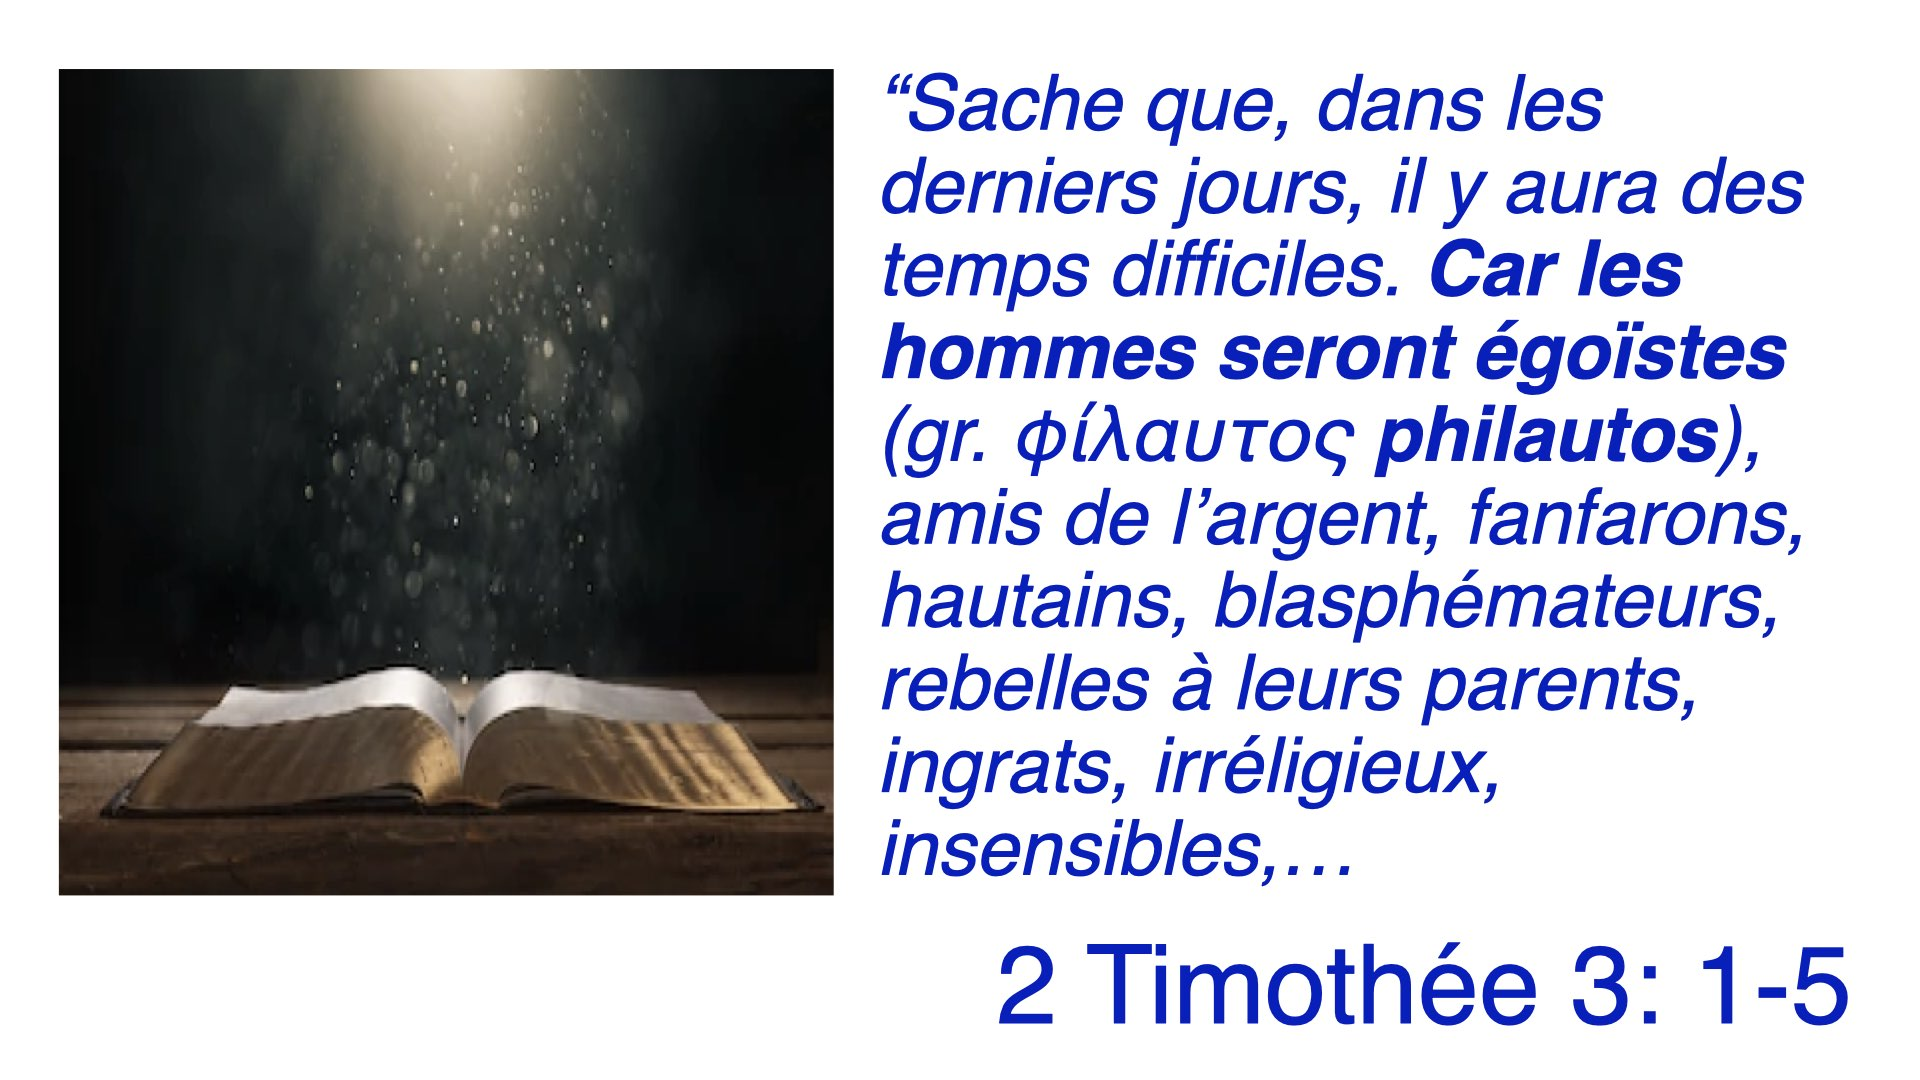 “Sache que, dans les
derniers jours, il y aura des
temps difficiles. Car les
hommes seront égoïstes
(gr. φίλαυτος philautos),
amis de l’argent, fanfarons,
hautains, blasphémateurs,
rebelles à leurs parents,
ingrats, irréligieux,
insensibles,…
2 Timothée 3: 1-5